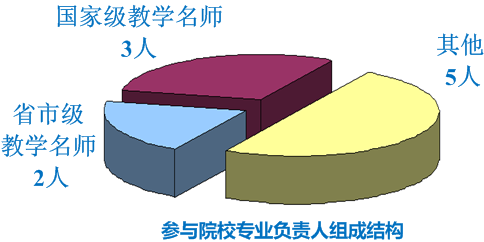 国家级教学名师
3人
其他
5人
省市级
教学名师
2人
参与院校专业负责人组成结构